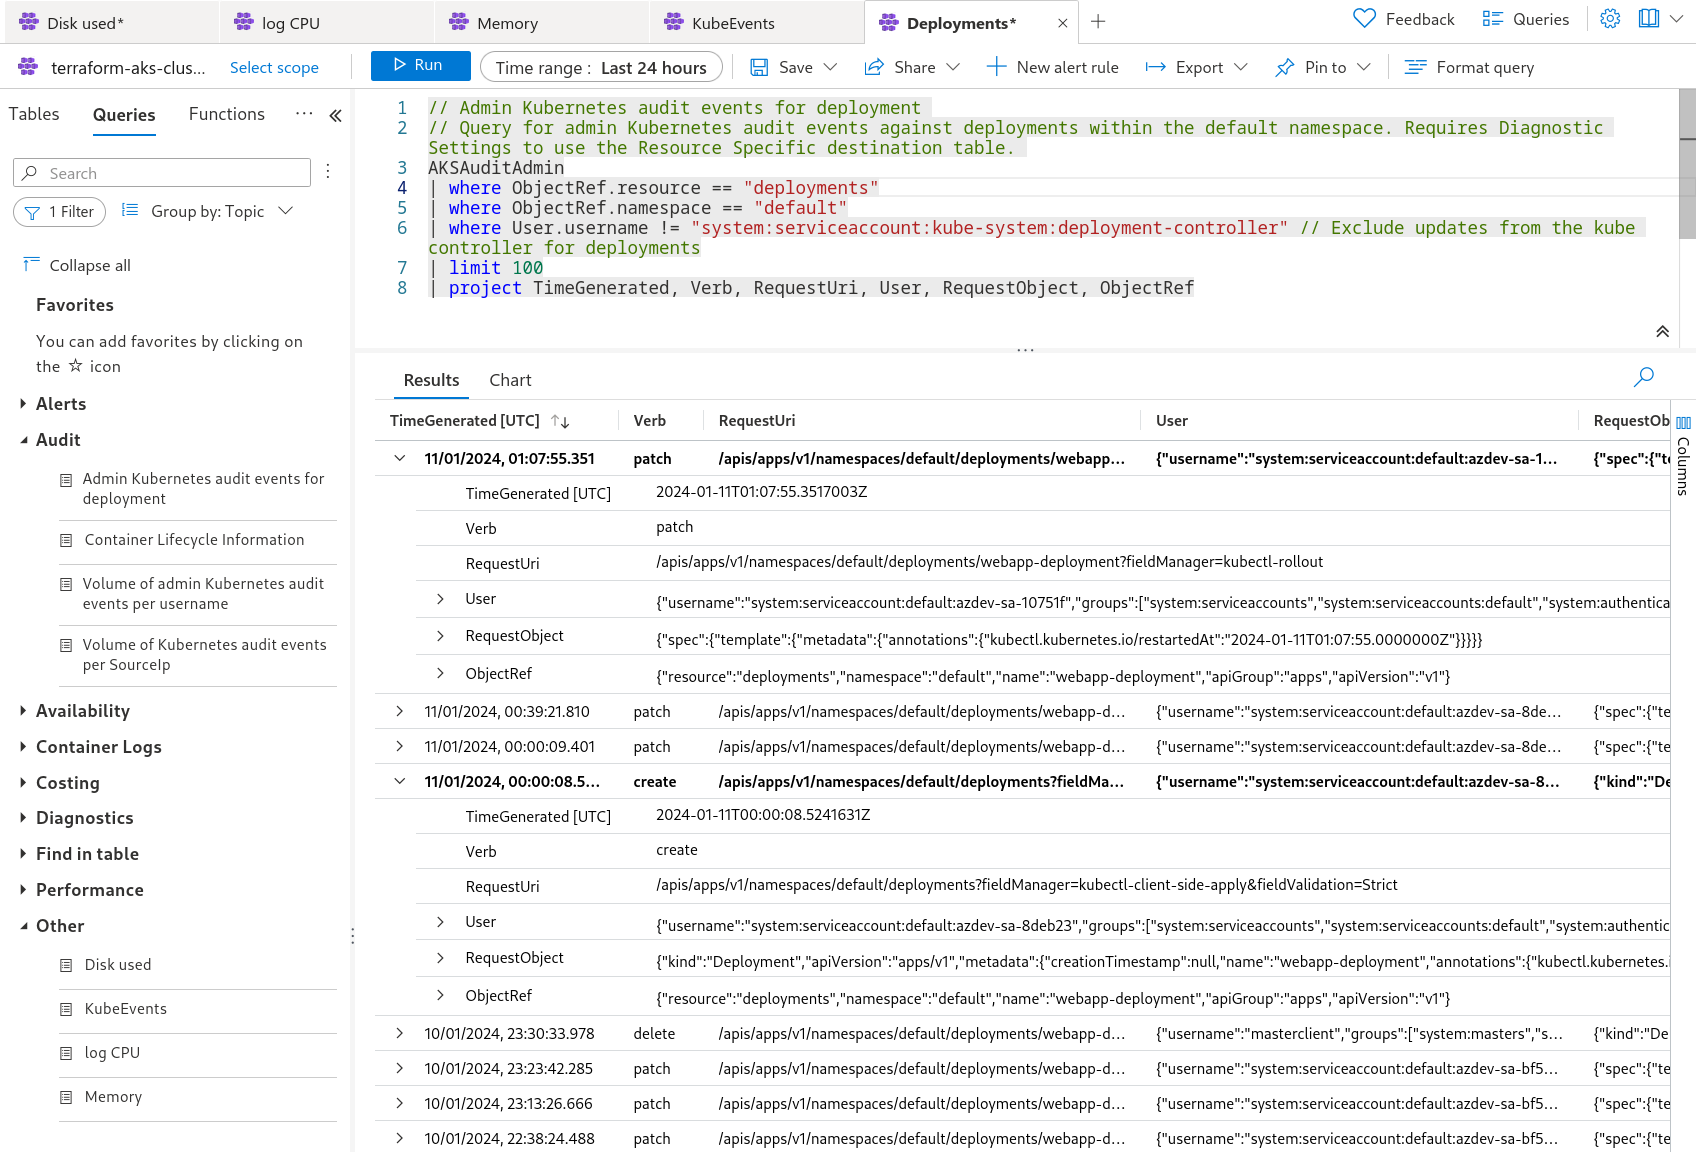 Disk used*
log CPU
Memory
KubeEvents
Deployments*
Feedback
Queries
terraform-aks-clus...
Select scope
Run
Time range : Last 24 hours
Save
Share
New alert rule
Export
Pin to
Format query
Tables
Queries
Functions
Search
1 Filter
Group by: Topic
Collapse all
Favorites
You can add favorites by clicking on
the ☆ icon
Alerts
Audit
Admin Kubernetes audit events for
deployment
Container Lifecycle Information
Volume of admin Kubernetes audit
events per username
Volume of Kubernetes audit events
per SourceIp
Availability
Container Logs
Costing
Diagnostics
Find in table
Performance
Other
Disk used
KubeEvents
log CPU
Memory
1 // Admin Kubernetes audit events for deployment
2 // Query for admin Kubernetes audit events against deployments within the default namespace. Requires Diagnostic
Settings to use the Resource Specific destination table.
3 AKSAuditAdmin
4 | where ObjectRef.resource == "deployments"
5 | where ObjectRef.namespace == "default"
6 | where User.username != "system:serviceaccount:kube-system:deployment-controller" // Exclude updates from the kube
controller for deployments
7 | limit 100
8 | project TimeGenerated, Verb, RequestUri, User, RequestObject, ObjectRef
Results
Chart
TimeGenerated [UTC] Verb RequestUri User RequestOb
Columns
11/01/2024, 01:07:55.351 patch /apis/apps/v1/namespaces/default/deployments/webapp... {"username":"system:serviceaccount:default:azdev-sa-1... {"spec":{"te
TimeGenerated [UTC] 2024-01-11T01:07:55.3517003Z
Verb patch
RequestUri /apis/apps/v1/namespaces/default/deployments/webapp-deployment?fieldManager=kubectl-rollout
User {"username":"system:serviceaccount:default:azdev-sa-10751f","groups":["system:serviceaccounts","system:serviceaccounts:default","system:authentica
RequestObject {"spec":{"template":{"metadata":{"annotations":{"kubectl.kubernetes.io/restartedAt":"2024-01-11T01:07:55.0000000Z"}}}}}
ObjectRef {"resource":"deployments","namespace":"default","name":"webapp-deployment","apiGroup":"apps","apiVersion":"v1"}
11/01/2024, 00:39:21.810 patch /apis/apps/v1/namespaces/default/deployments/webapp-d... {"username":"system:serviceaccount:default:azdev-sa-8de... {"spec":{"te
11/01/2024, 00:00:09.401 patch /apis/apps/v1/namespaces/default/deployments/webapp-d... {"username":"system:serviceaccount:default:azdev-sa-8de... {"spec":{"te
11/01/2024, 00:00:08.5... create /apis/apps/v1/namespaces/default/deployments?fieldMa... {"username":"system:serviceaccount:default:azdev-sa-8... {"kind":"De
TimeGenerated [UTC] 2024-01-11T00:00:08.5241631Z
Verb create
RequestUri /apis/apps/v1/namespaces/default/deployments?fieldManager=kubectl-client-side-apply&fieldValidation=Strict
User {"username":"system:serviceaccount:default:azdev-sa-8deb23","groups":["system:serviceaccounts","system:serviceaccounts:default","system:authentic
RequestObject {"kind":"Deployment","apiVersion":"apps/v1","metadata":{"creationTimestamp":null,"name":"webapp-deployment","annotations":{"kubectl.kubernetes.i
ObjectRef {"resource":"deployments","namespace":"default","name":"webapp-deployment","apiGroup":"apps","apiVersion":"v1"}
10/01/2024, 23:30:33.978 delete /apis/apps/v1/namespaces/default/deployments/webapp-d... {"username":"masterclient","groups":["system:masters","s... {"kind":"De
10/01/2024, 23:23:42.285 patch /apis/apps/v1/namespaces/default/deployments/webapp-d... {"username":"system:serviceaccount:default:azdev-sa-bf5... {"spec":{"te
10/01/2024, 23:13:26.666 patch /apis/apps/v1/namespaces/default/deployments/webapp-d... {"username":"system:serviceaccount:default:azdev-sa-bf5... {"spec":{"te
10/01/2024, 22:38:24.488 patch /apis/apps/v1/namespaces/default/deployments/webapp-d... {"username":"system:serviceaccount:default:azdev-sa-bf5... {"spec":{"te